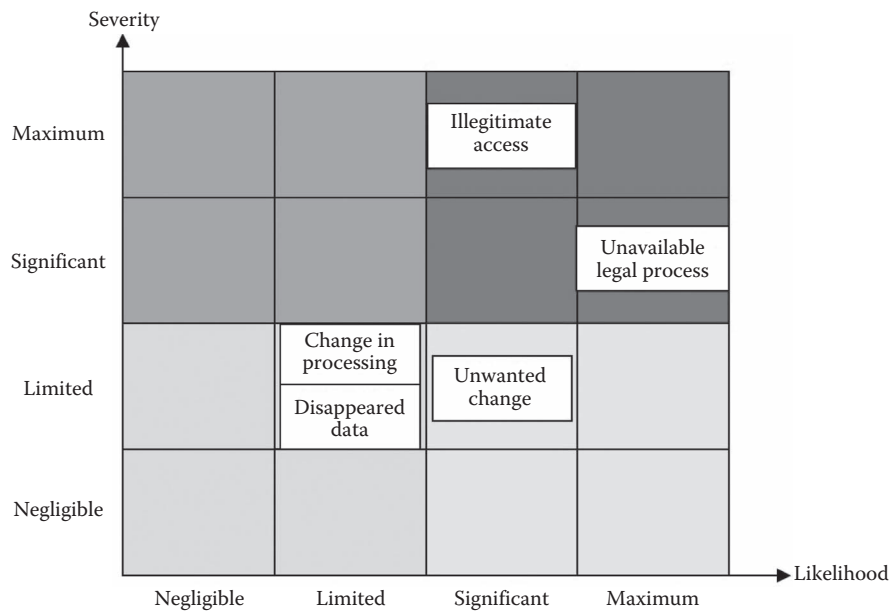 Severity
Maximum
Illegitimate
access
Significant
Unavailable
legal process
Limited
Change in
processing
Disappeared
data
Unwanted
change
Negligible
Likelihood
Negligible
Limited
Significant
Maximum